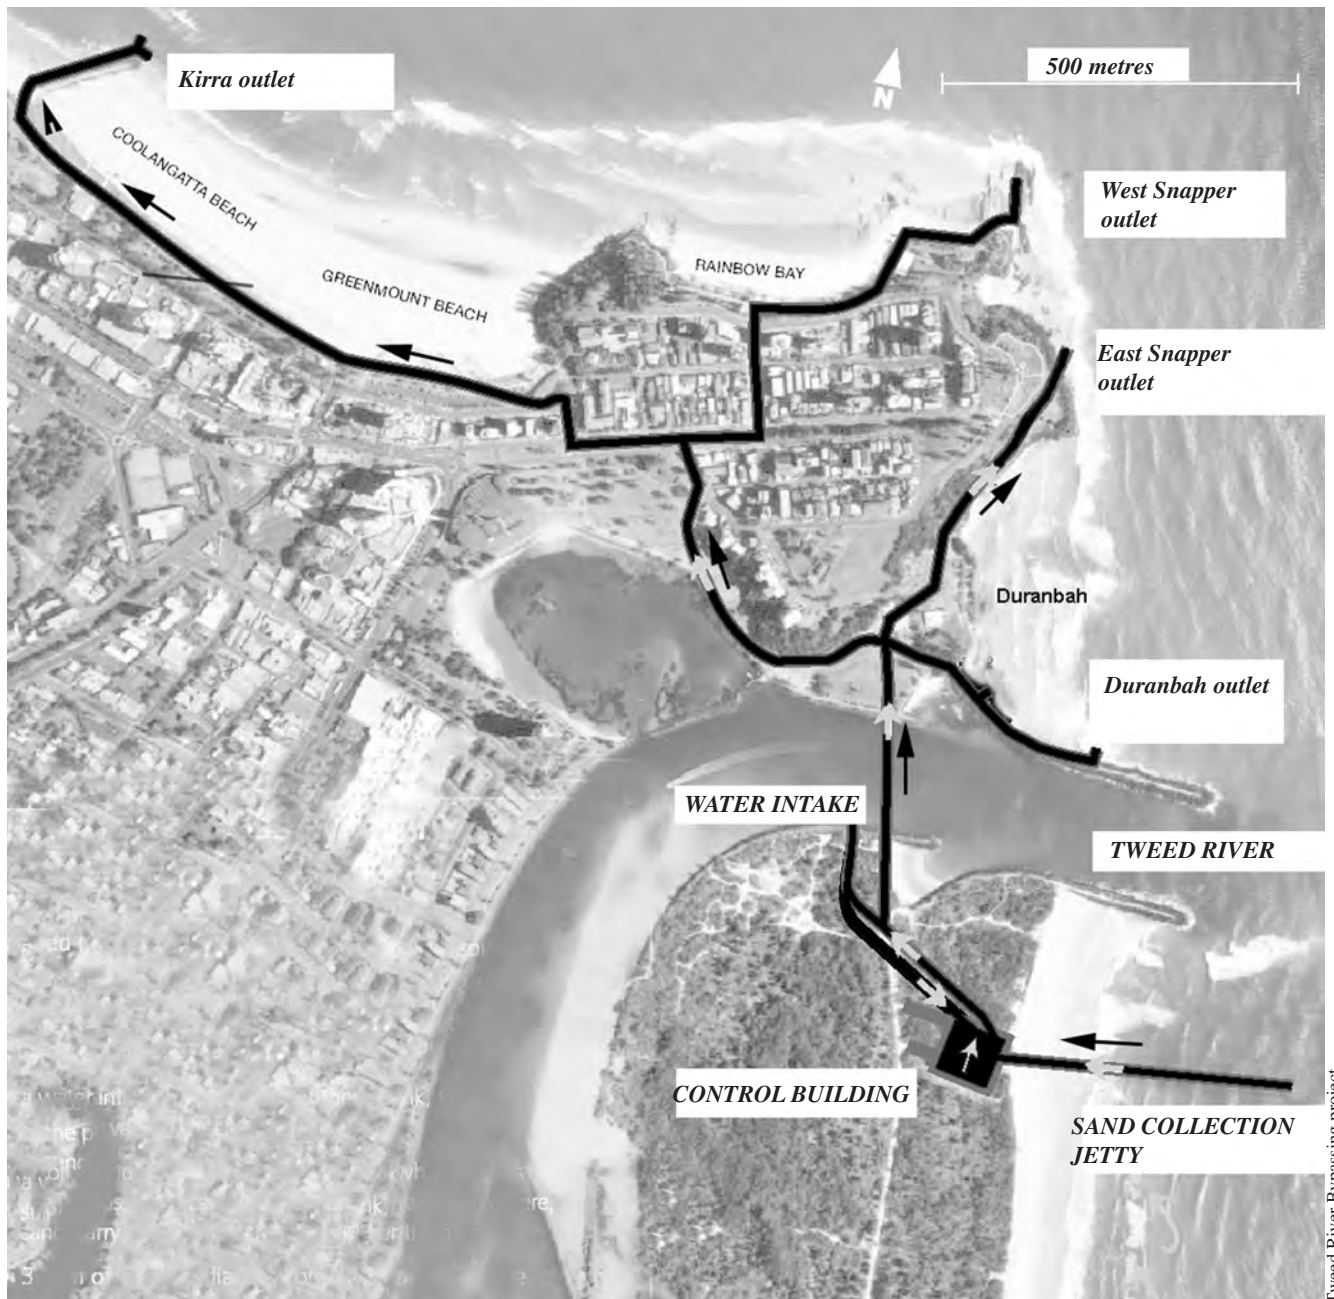 Kirra outlet
N
500 metres
COOLANGATTA BEACH
West Snapper
outlet
GREENMOUNT BEACH
RAINBOW BAY
East Snapper
outlet
Duranbah
Duranbah outlet
WATER INTAKE
TWEED RIVER
CONTROL BUILDING
SAND COLLECTION
JETTY
Tweed River Bypassing project